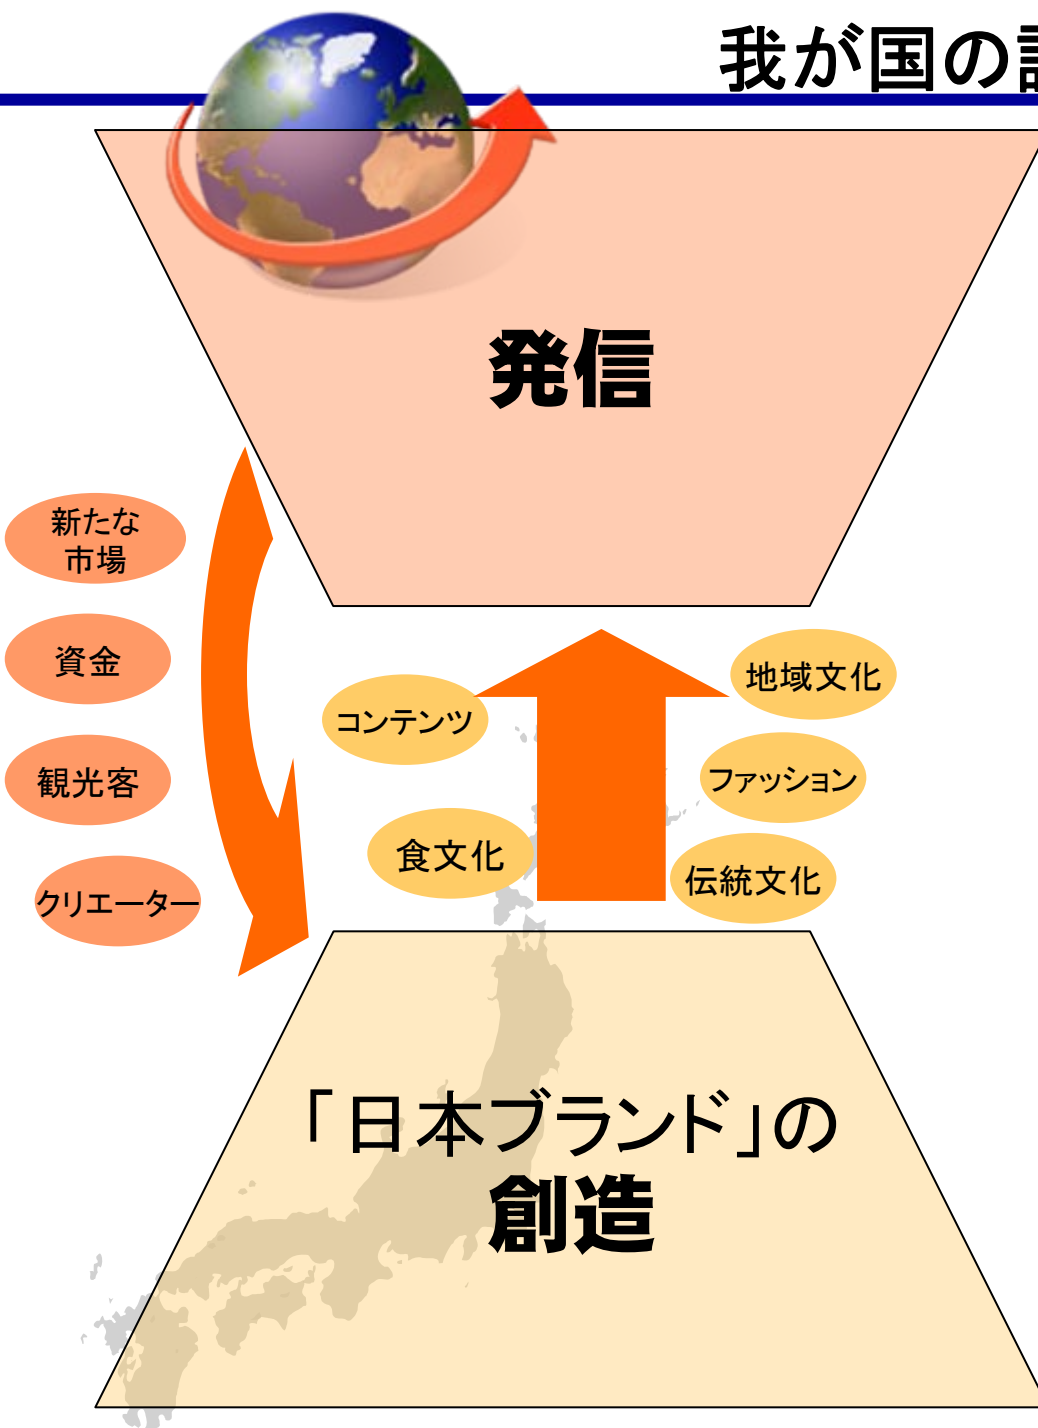 我が国の
発信
新たな
市場
資金
観光客
クリエーター
コンテンツ
食文化
地域文化
ファッション
伝統文化
「日本ブランド」の
創造